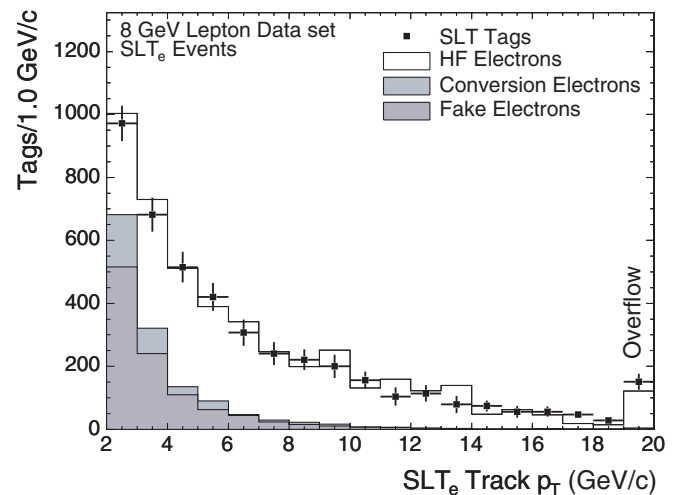 8 GeV Lepton Data set
SLTₑ Events
SLT Tags
HF Electrons
Conversion Electrons
Fake Electrons
Overflow
Tags/1.0 GeV/c
1200
1000
800
600
400
200
0
2 4 6 8 10 12 14 16 18 20
SLTₑ Track p_T (GeV/c)